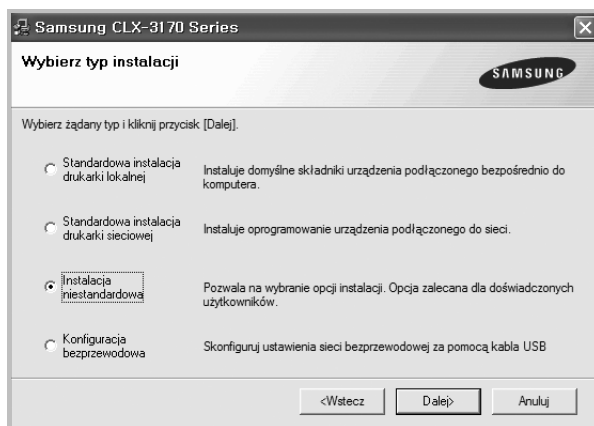 Samsung CLX-3170 Series
Wybierz typ instalacji
SAMSUNG
Wybierz żądany typ i kliknij przycisk [Dalej].
Standardowa instalacja
drukarki lokalnej
Instaluje domyślne składniki urządzenia podłączonego bezpośrednio do
komputera.
Standardowa instalacja
drukarki sieciowej
Instaluje oprogramowanie urządzenia podłączonego do sieci.
Instalacja
niestandardowa
Pozwala na wybranie opcji instalacji. Opcja zalecana dla doświadczonych
użytkowników.
Konfiguracja
bezprzewodowa
Skonfiguruj ustawienia sieci bezprzewodowej za pomocą kabla USB
<Wstecz
Dalej>
Anuluj